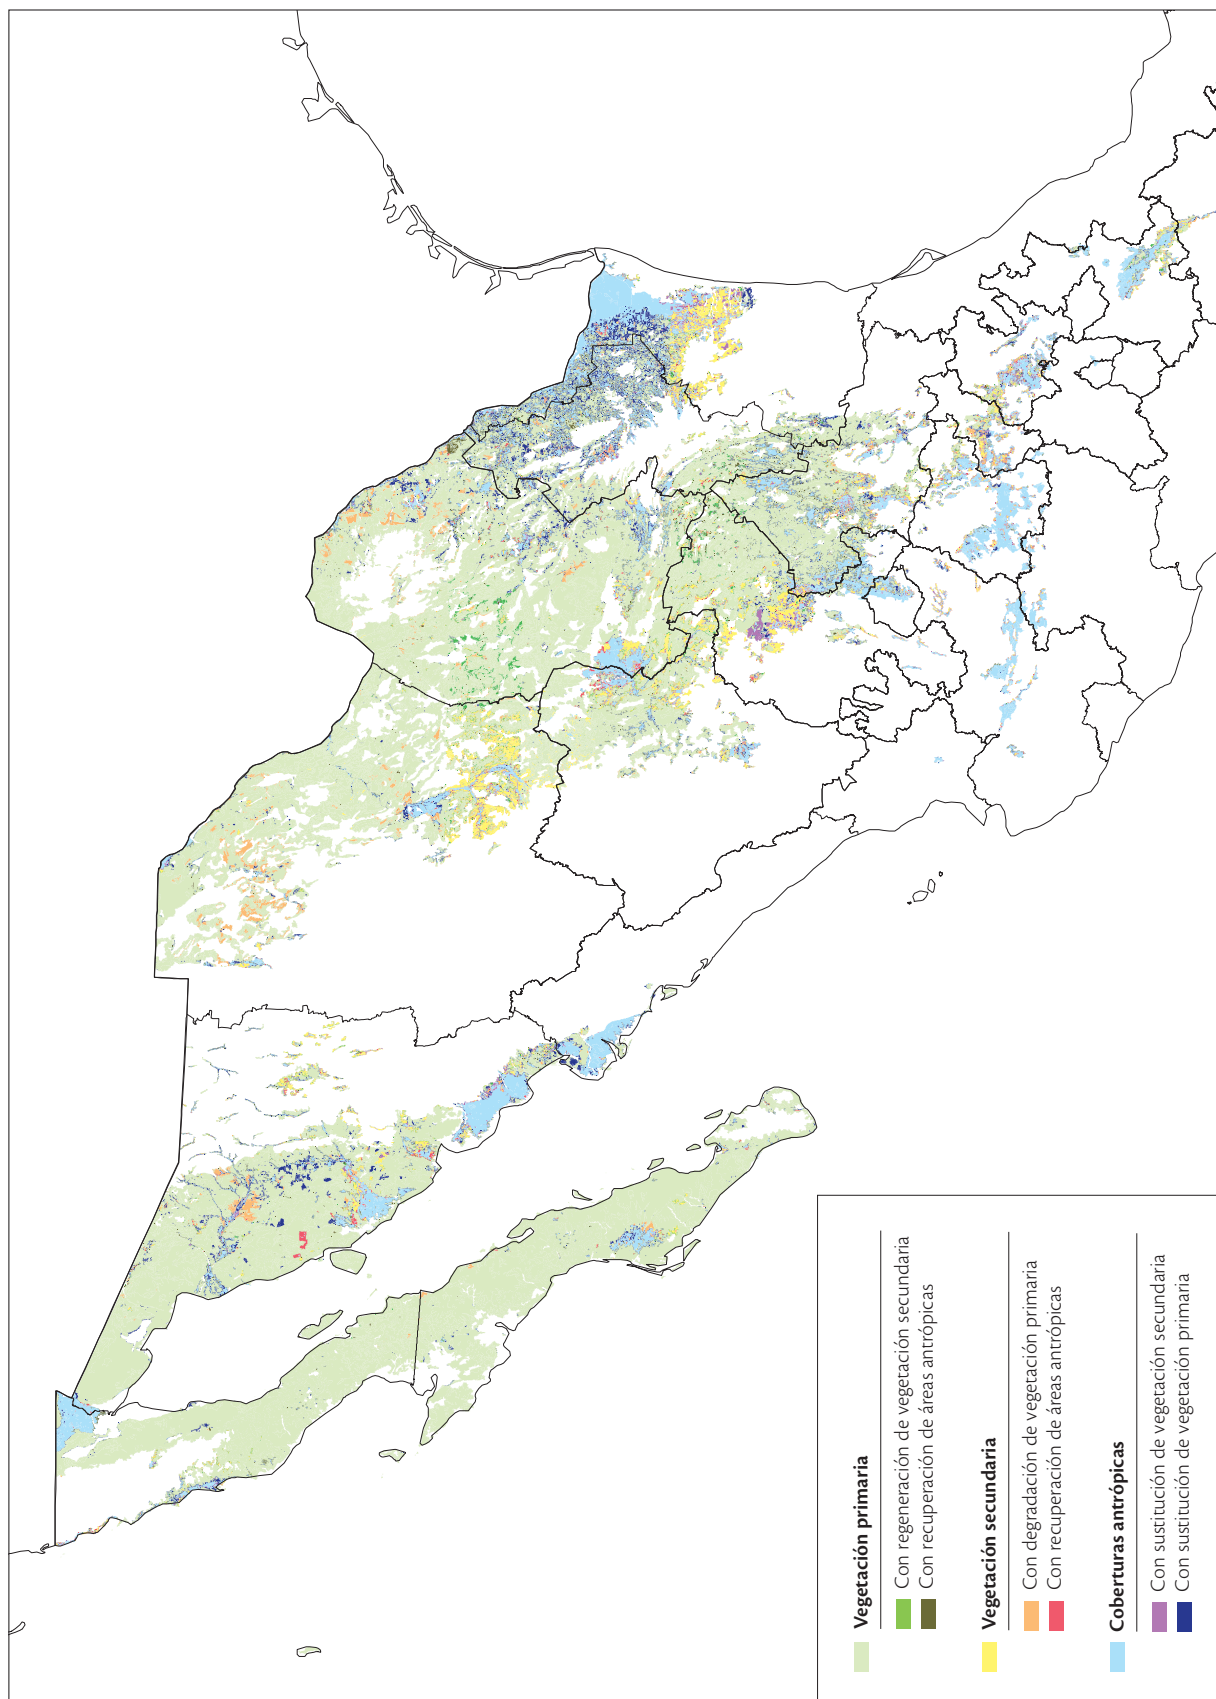 Vegetación primaria
Con regeneración de vegetación secundaria
Con recuperación de áreas antrópicas
Vegetación secundaria
Con degradación de vegetación primaria
Con recuperación de áreas antrópicas
Coberturas antrópicas
Con sustitución de vegetación secundaria
Con sustitución de vegetación primaria